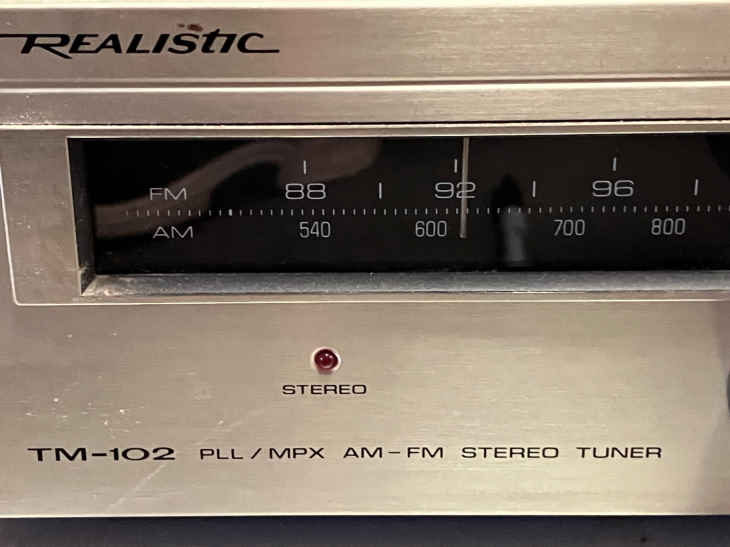 REALISTIC
FM 88 92 96
AM 540 600 700 800
STEREO
TM-102 PLL/MPX AM-FM STEREO TUNER